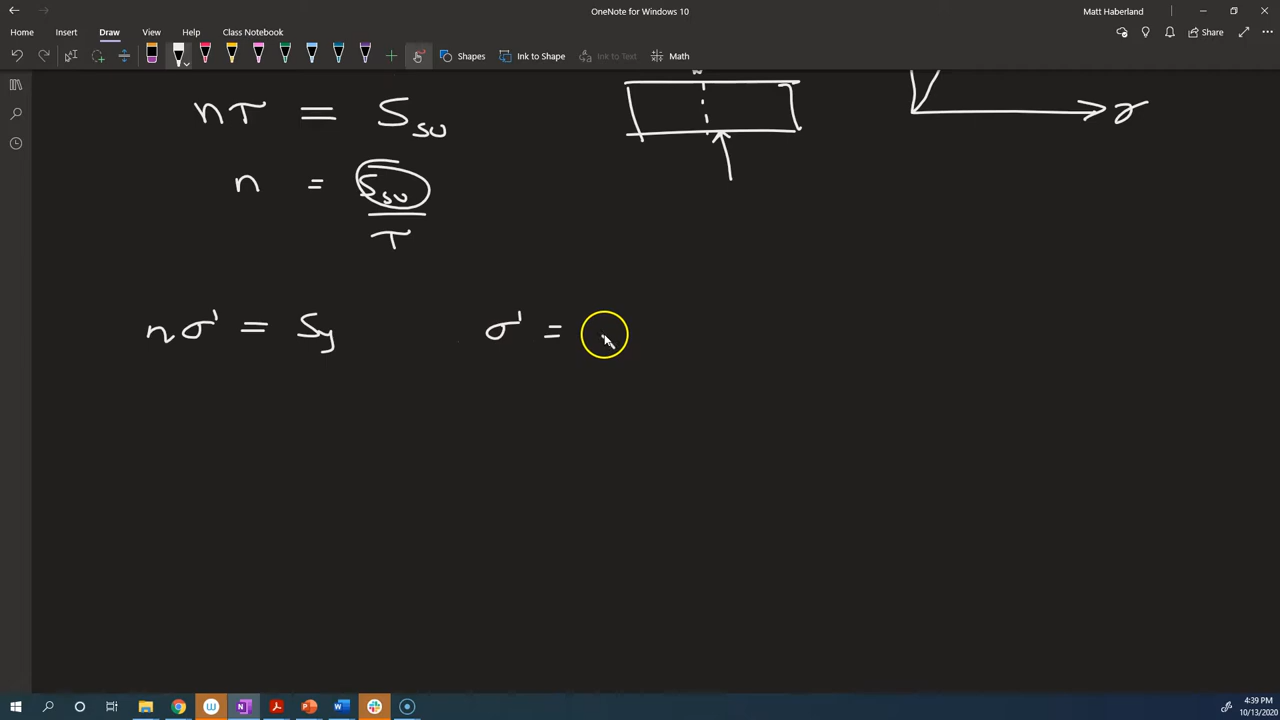 OneNote for Windows 10
Matt Haberland
Home Insert Draw View Help Class Notebook
Share
Shapes Ink to Shape Ink to Text Math
nτ = Ssu
n = Ssu
τ
γ
nσ' = Sy σ' =
4:39 PM
10/13/2020